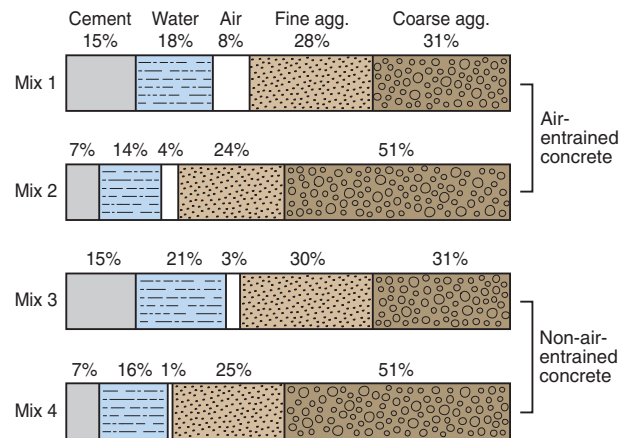 Cement Water Air Fine agg. Coarse agg.
15% 18% 8% 28% 31%
Mix 1
7% 14% 4% 24% 51%
Mix 2
Air-
entrained
concrete
15% 21% 3% 30% 31%
Mix 3
7% 16% 1% 25% 51%
Mix 4
Non-air-
entrained
concrete